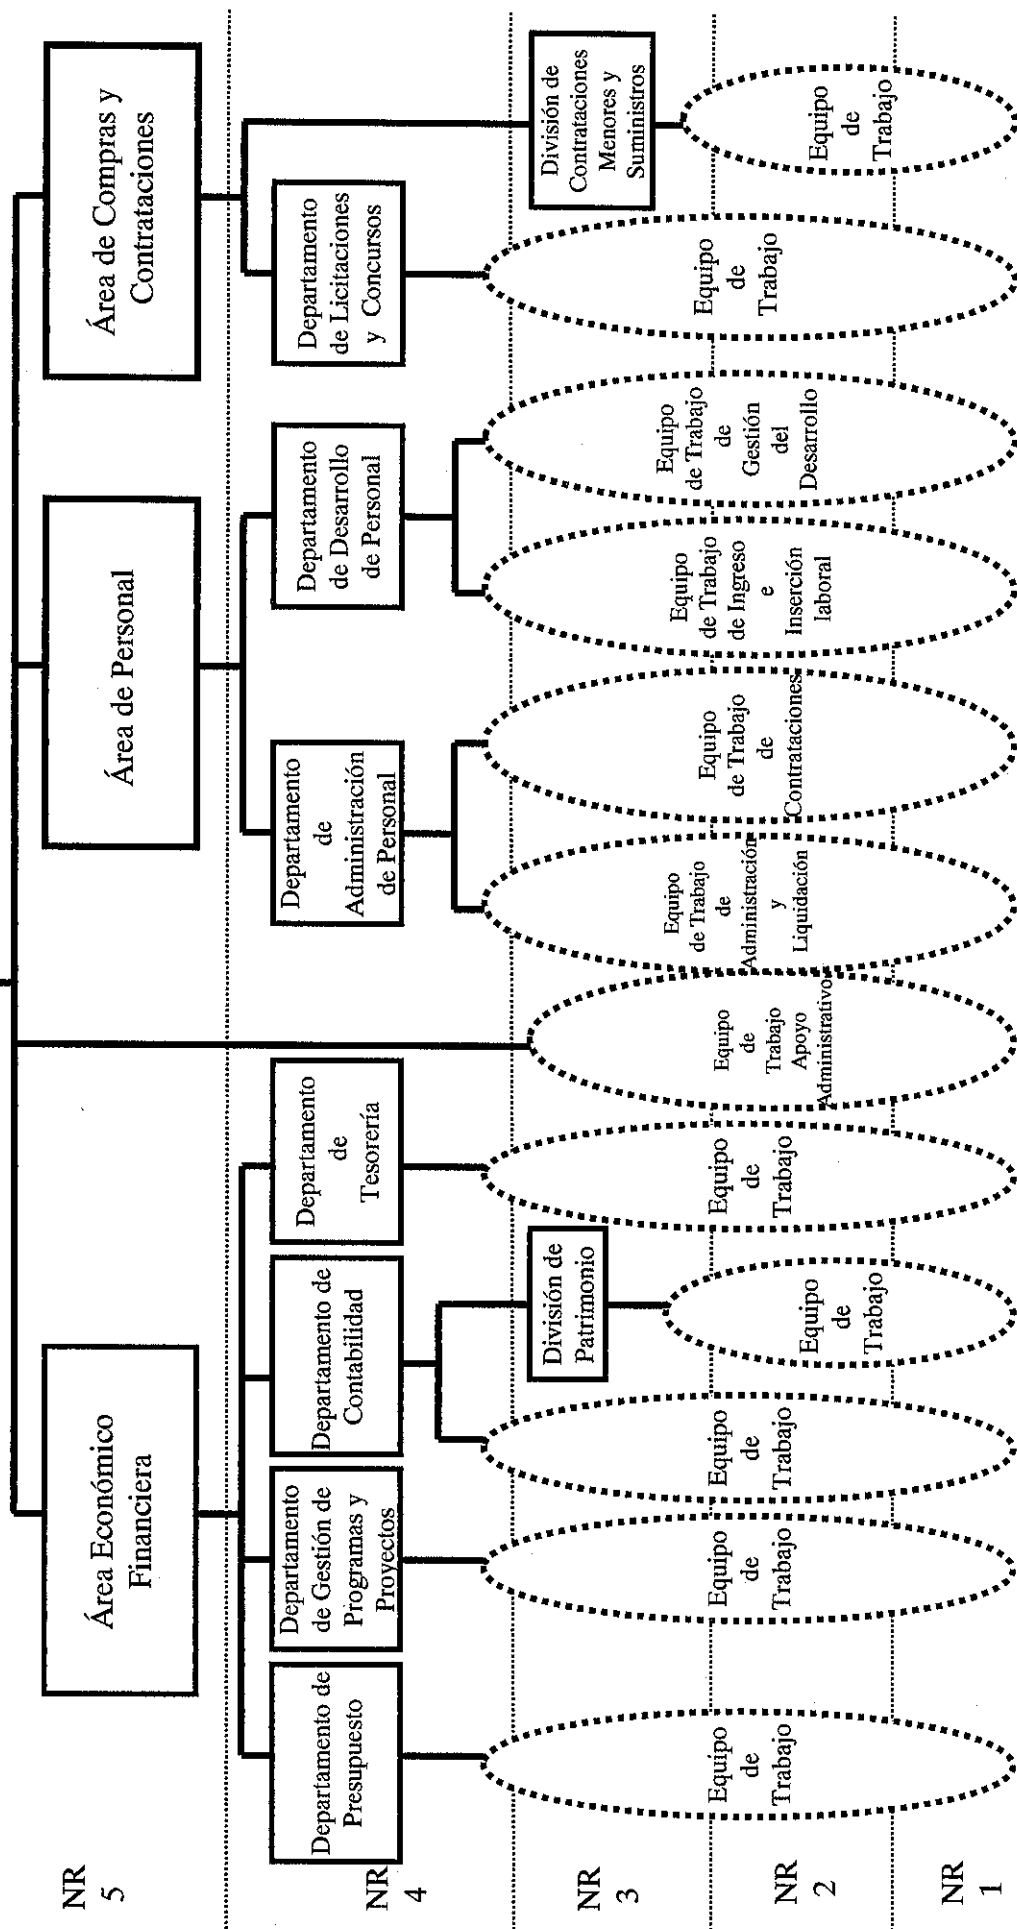 NR
5
Área Económico
Financiera
Área de Personal
Área de Compras y
Contrataciones
NR
4
Departamento de
Presupuesto
Departamento
de Gestión de
Programas y
Proyectos
Departamento de
Contabilidad
Departamento
de
Tesorería
Departamento
de
Administración
de Personal
Departamento
de Desarrollo
de Personal
Departamento
de Licitaciones
y Concursos
NR
3
División de
Patrimonio
División de
Contrataciones
Menores y
Suministros
NR
2
Equipo
de
Trabajo
Equipo
de
Trabajo
Equipo
de
Trabajo
Equipo
de
Trabajo
Equipo
de
Trabajo
Equipo
de
Trabajo
Apoyo
Administrativo
Equipo
de Trabajo
de
Administración
y
Liquidación
Equipo
de Trabajo
de
Contrataciones
Equipo
de Trabajo
de Ingreso
e
Inserción
laboral
Equipo
de Trabajo
de
Gestión
del
Desarrollo
Equipo
de
Trabajo
Equipo
de
Trabajo
NR
1